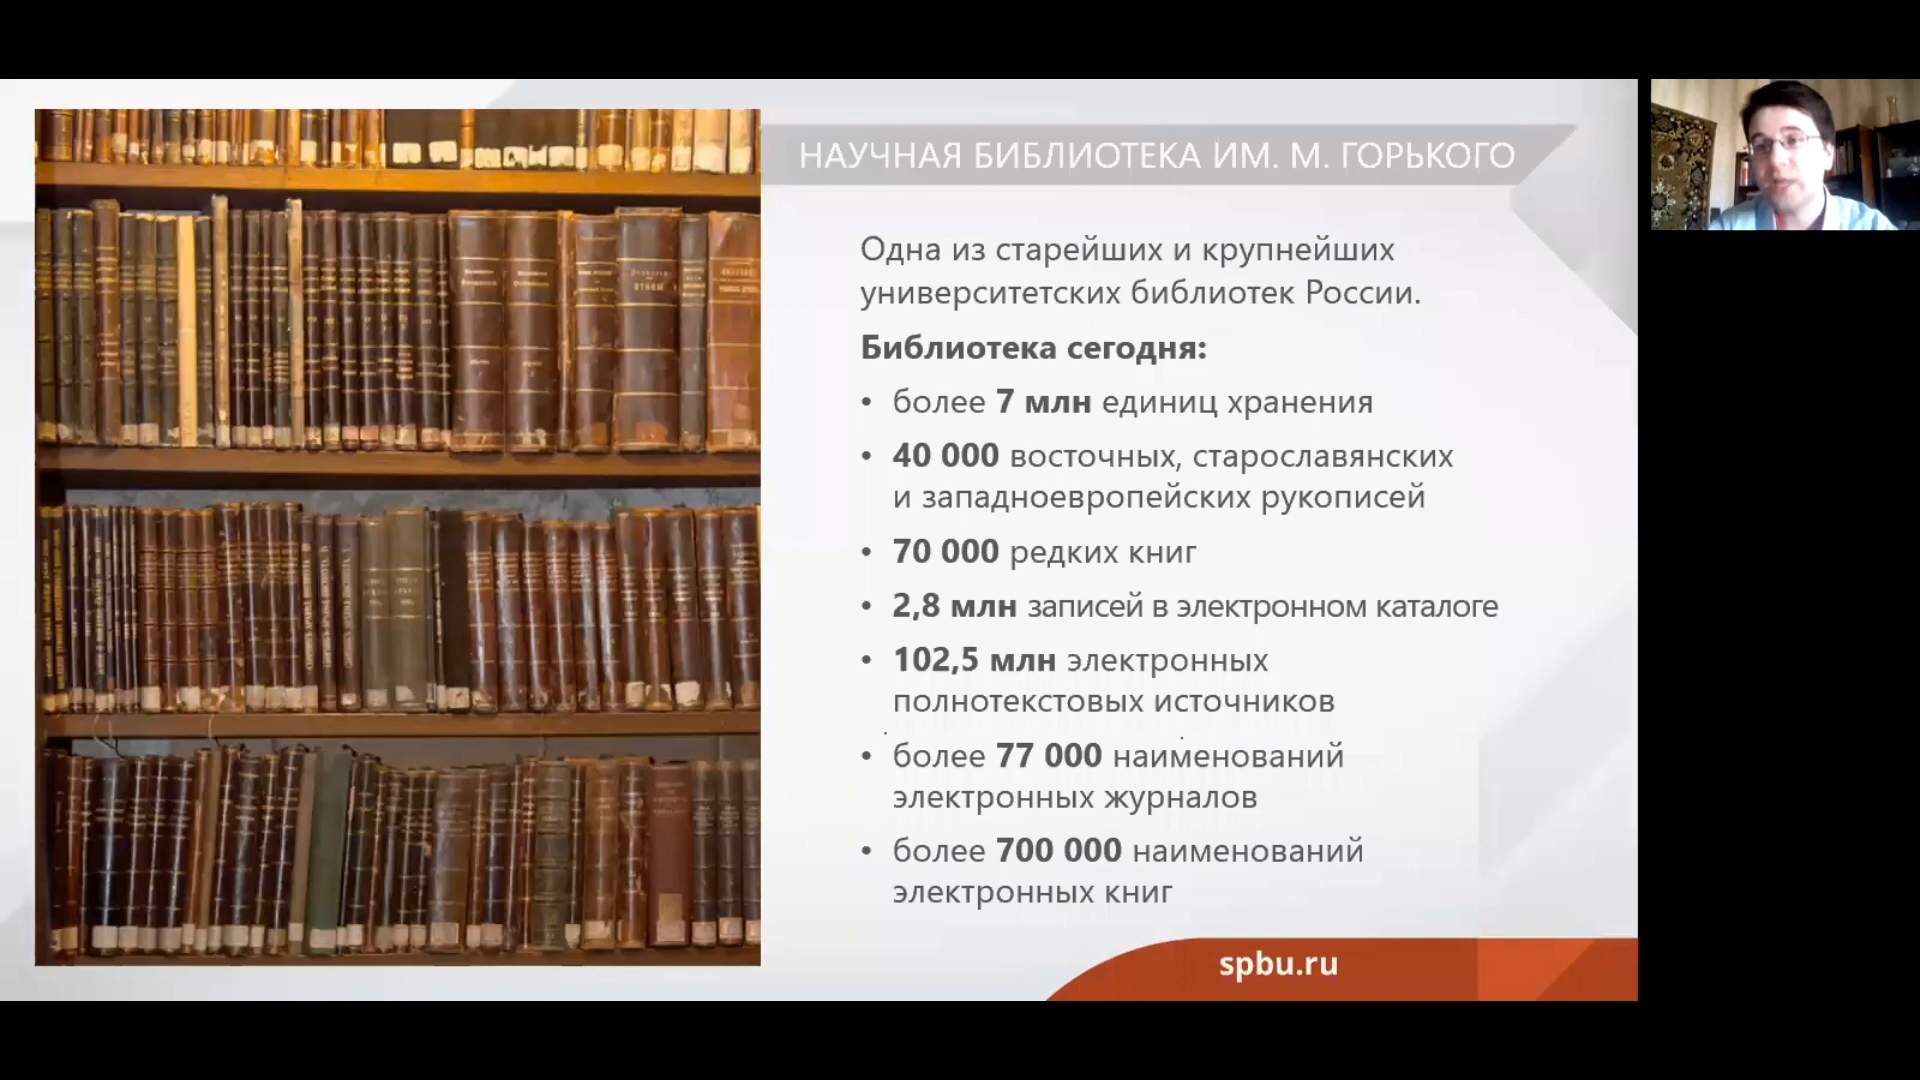 НАУЧНАЯ БИБЛИОТЕКА ИМ. М. ГОРЬКОГО
Одна из старейших и крупнейших
университетских библиотек России.
Библиотека сегодня:
• более 7 млн единиц хранения
• 40 000 восточных, старославянских
и западноевропейских рукописей
• 70 000 редких книг
• 2,8 млн записей в электронном каталоге
• 102,5 млн электронных
полнотекстовых источников
• более 77 000 наименований
электронных журналов
• более 700 000 наименований
электронных книг
spbu.ru